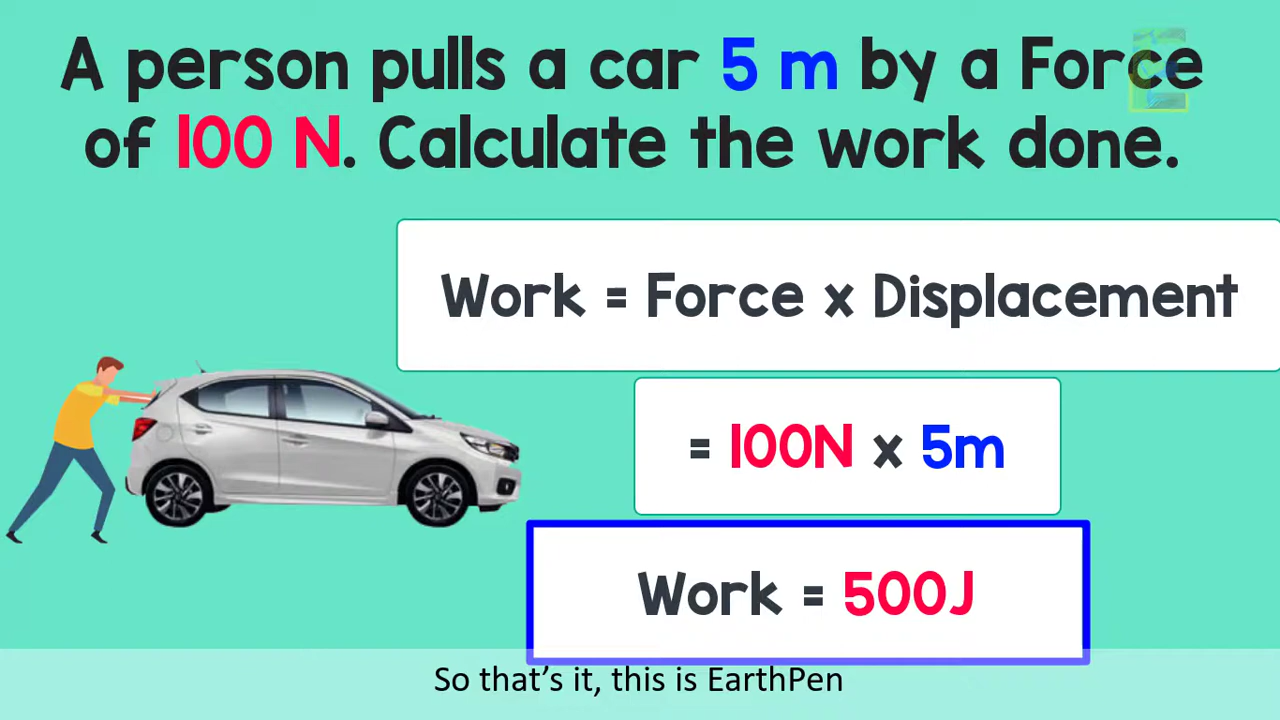 A person pulls a car 5 m by a Force
of 100 N. Calculate the work done.
Work = Force x Displacement
= 100N x 5m
Work = 500J
So that's it, this is EarthPen